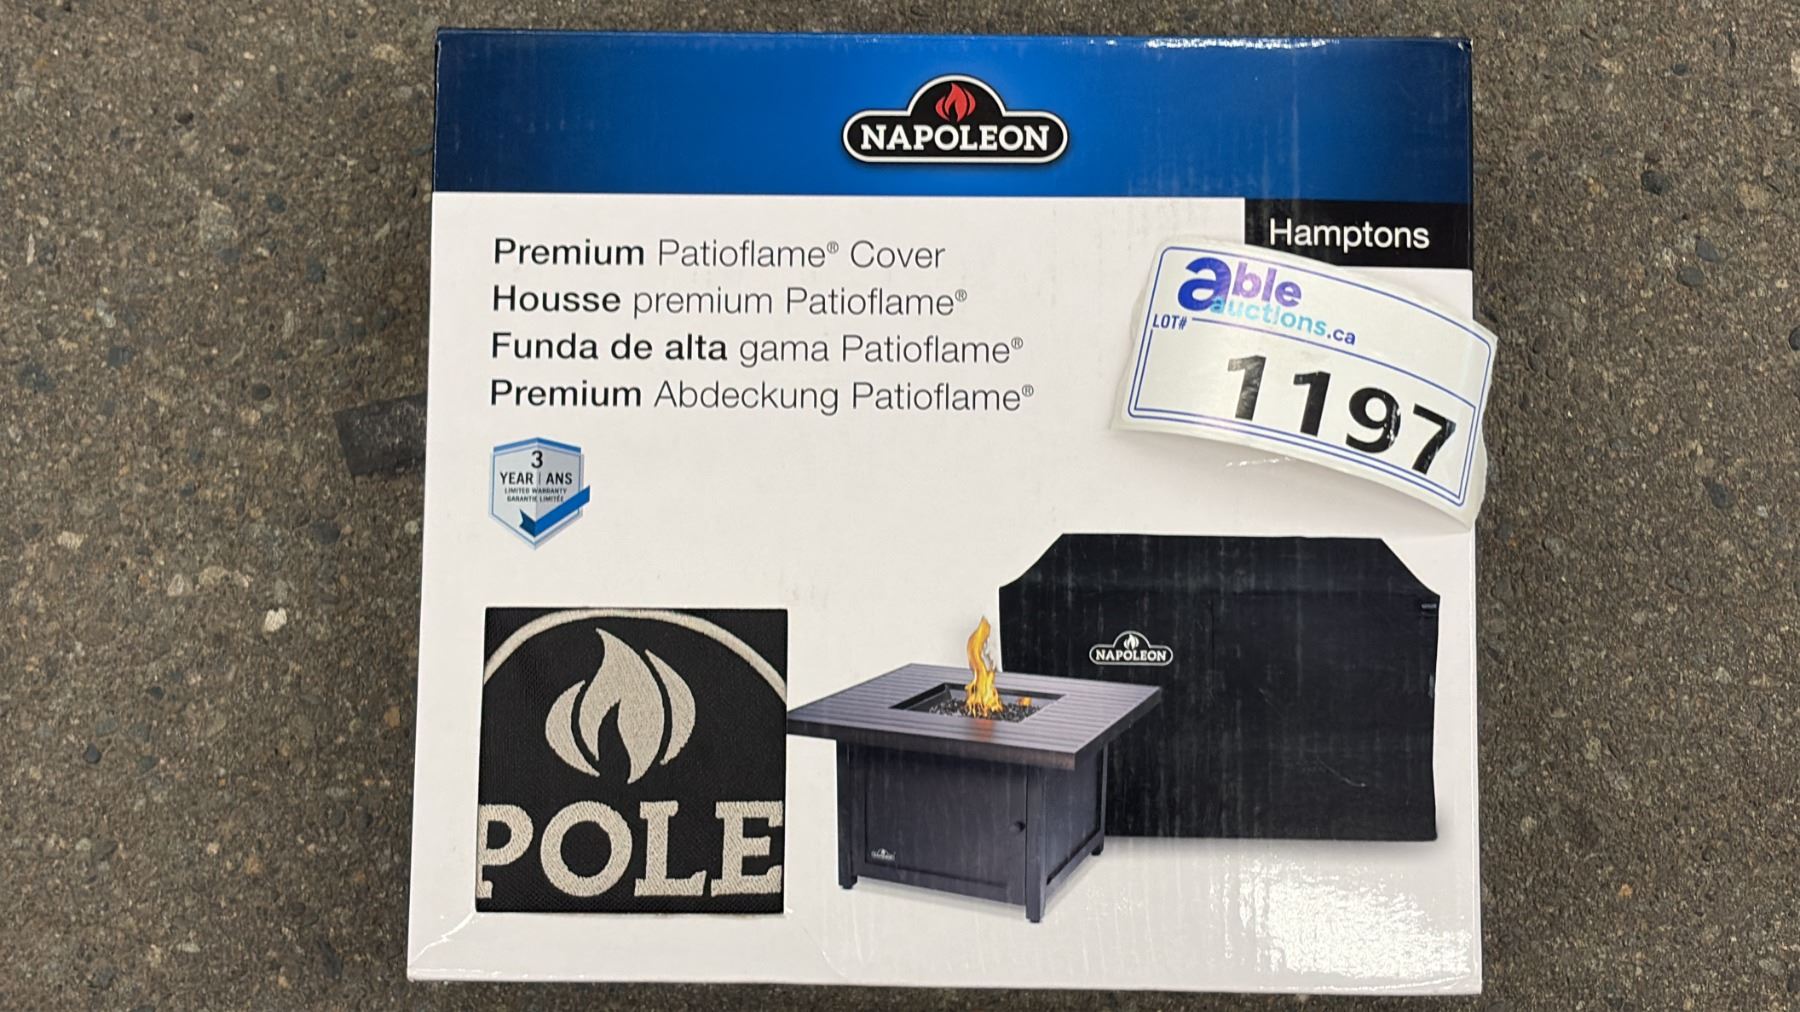 NAPOLEON
Hamptons
Premium Patioflame® Cover
Housse premium Patioflame®
Funda de alta gama Patioflame®
Premium Abdeckung Patioflame®
able
auctions.ca
LOT#
1197
3
YEAR | ANS
LIMITED WARRANTY
GARANTIE LIMITÉE
NAPOLEON
POLE